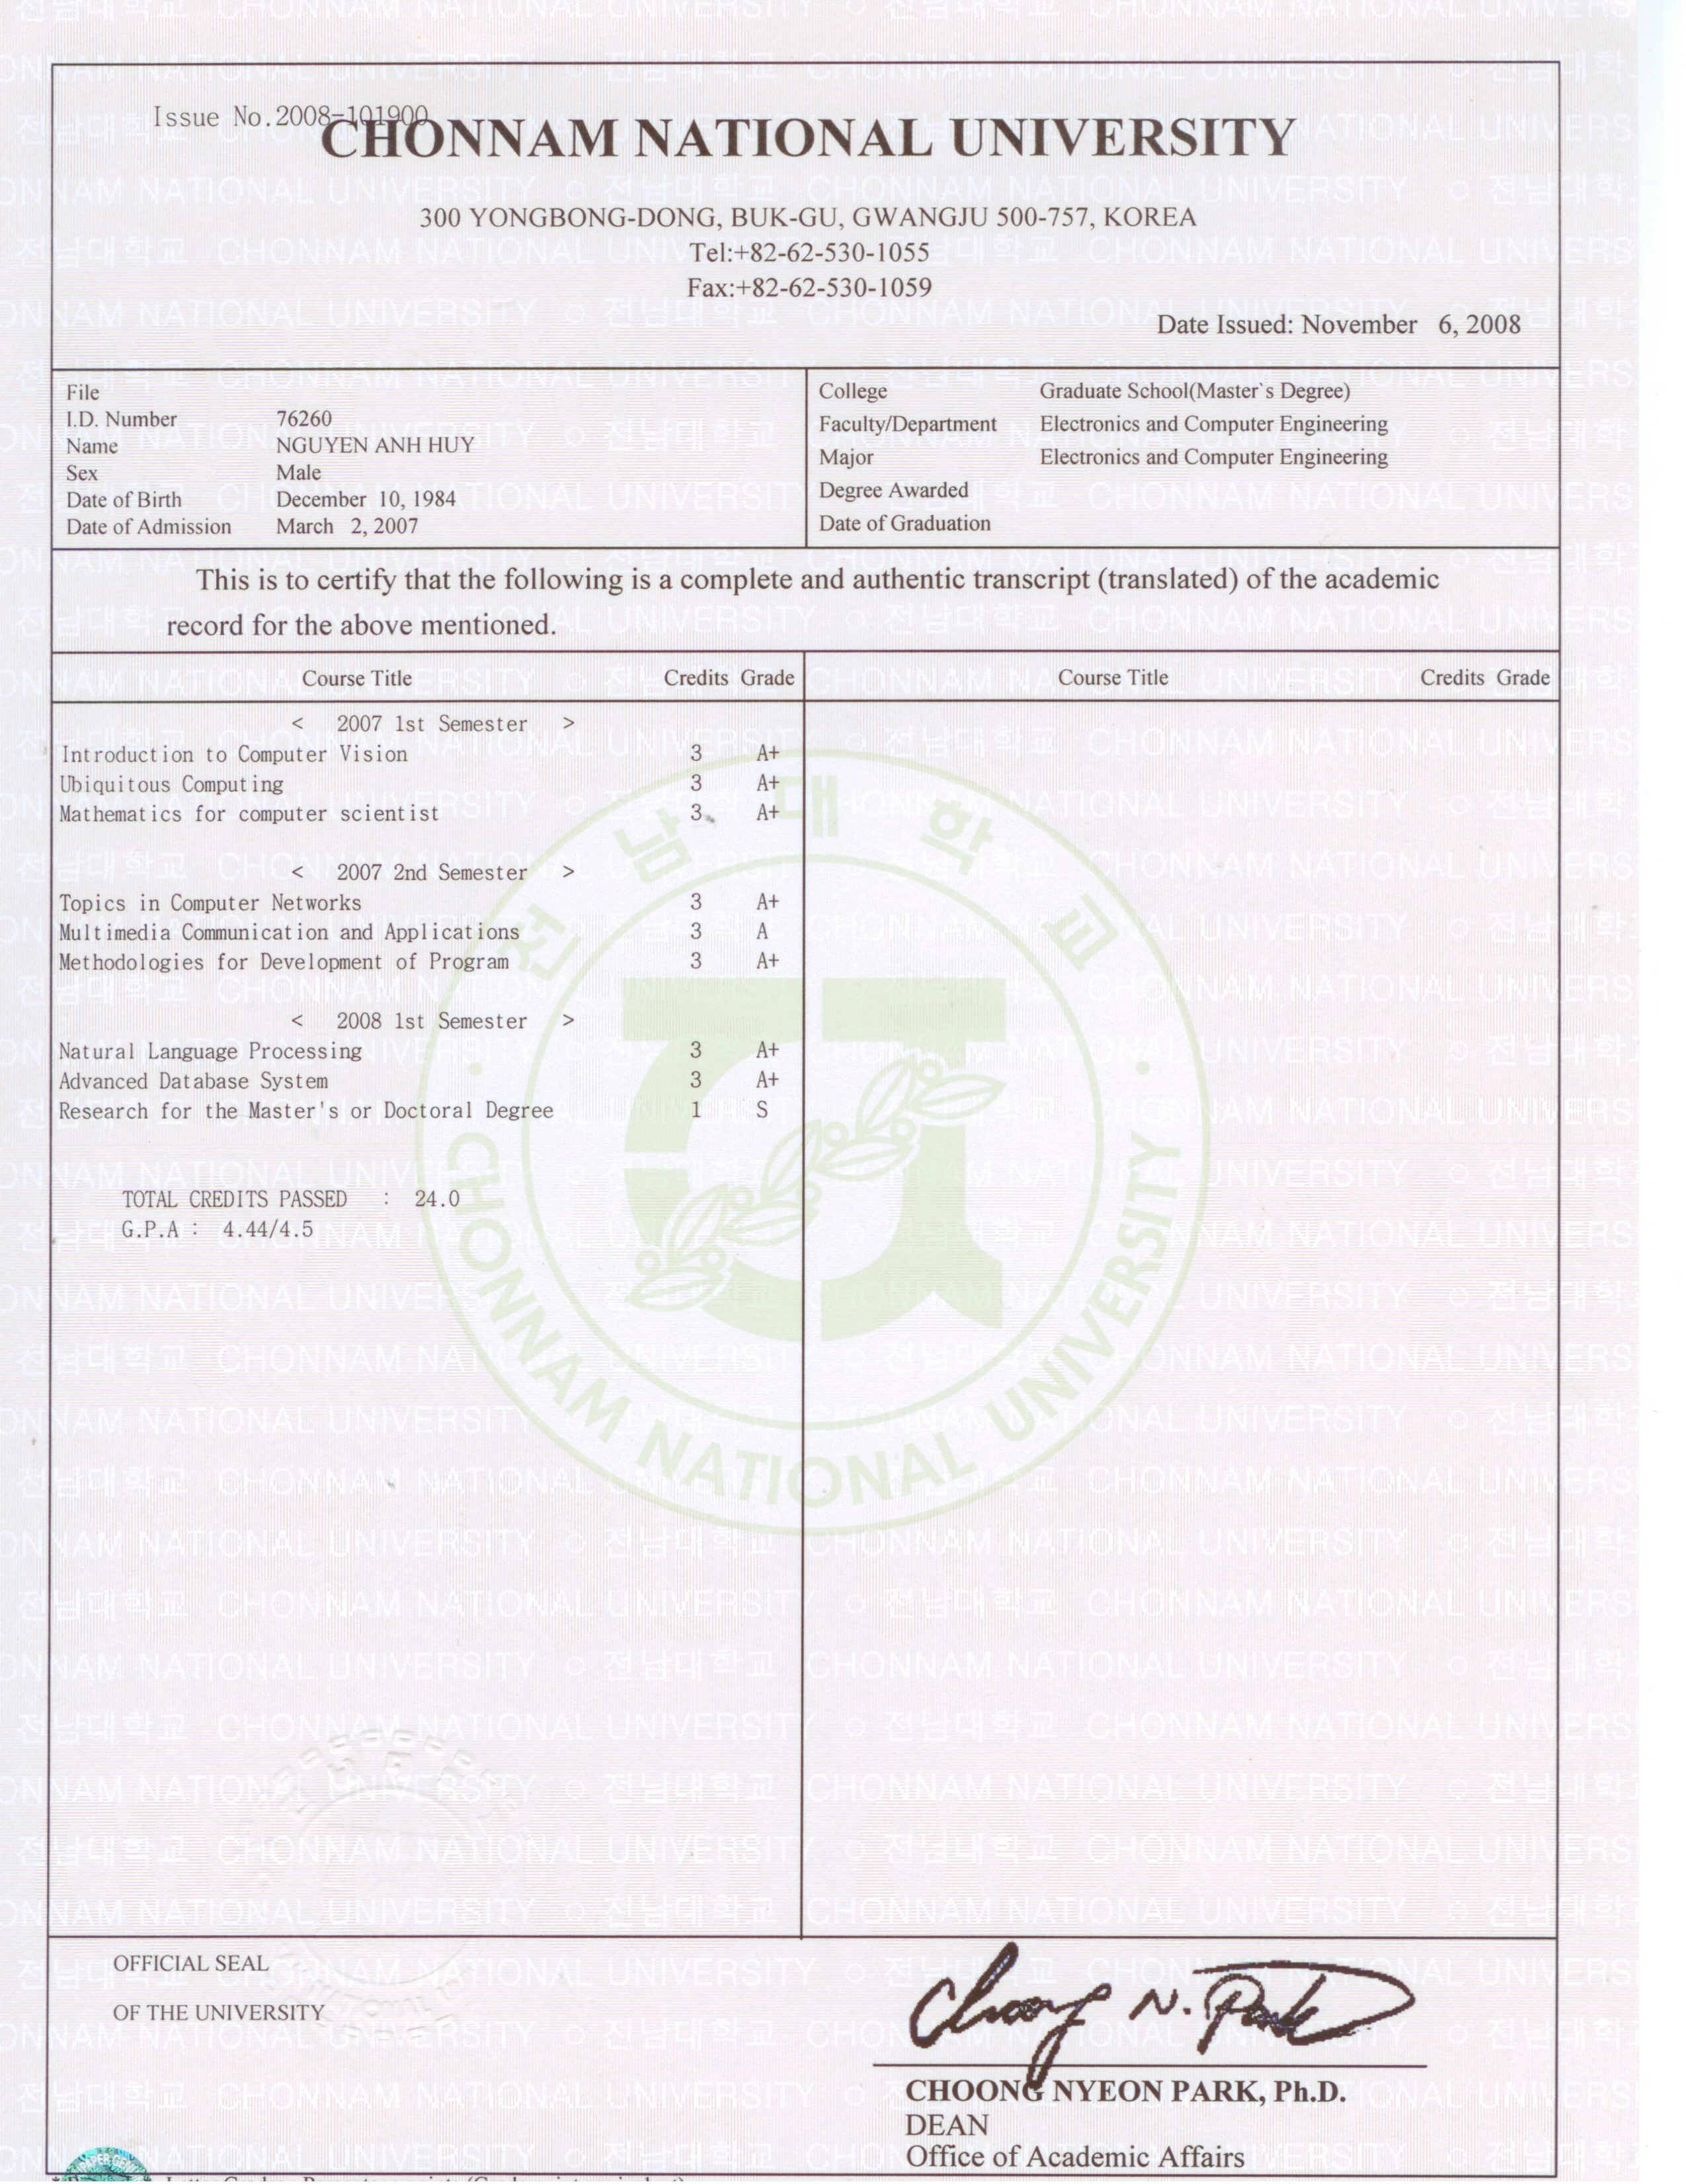 Issue No.2008-101900
CHONNAM NATIONAL UNIVERSITY
300 YONGBONG-DONG, BUK-GU, GWANGJU 500-757, KOREA
Tel:+82-62-530-1055
Fax:+82-62-530-1059
Date Issued: November 6, 2008
File
I.D. Number 76260
Name NGUYEN ANH HUY
Sex Male
Date of Birth December 10, 1984
Date of Admission March 2, 2007
College Graduate School(Master`s Degree)
Faculty/Department Electronics and Computer Engineering
Major Electronics and Computer Engineering
Degree Awarded
Date of Graduation
This is to certify that the following is a complete and authentic transcript (translated) of the academic
record for the above mentioned.
Course Title Credits Grade Course Title Credits Grade
< 2007 1st Semester >
Introduction to Computer Vision 3 A+
Ubiquitous Computing 3 A+
Mathematics for computer scientist 3 A+
< 2007 2nd Semester >
Topics in Computer Networks 3 A+
Multimedia Communication and Applications 3 A
Methodologies for Development of Program 3 A+
< 2008 1st Semester >
Natural Language Processing 3 A+
Advanced Database System 3 A+
Research for the Master's or Doctoral Degree 1 S
TOTAL CREDITS PASSED : 24.0
G.P.A : 4.44/4.5
전남대학교
CHONNAM NATIONAL UNIVERSITY
OFFICIAL SEAL
OF THE UNIVERSITY
Choong N. Park
CHOONG NYEON PARK, Ph.D.
DEAN
Office of Academic Affairs